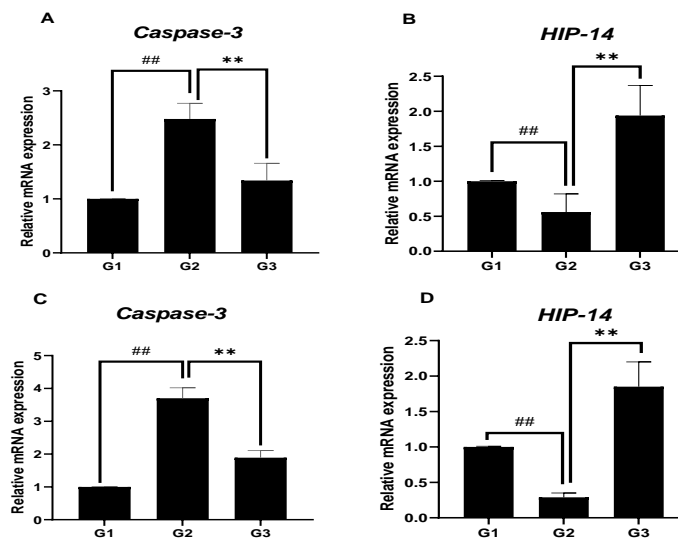 A
Caspase-3
Relative mRNA expression
3
2
1
0
##
**
G1
G2
G3
B
HIP-14
Relative mRNA expression
2.5
2.0
1.5
1.0
0.5
0.0
##
**
G1
G2
G3
C
Caspase-3
Relative mRNA expression
5
4
3
2
1
0
##
**
G1
G2
G3
D
HIP-14
Relative mRNA expression
2.5
2.0
1.5
1.0
0.5
0.0
##
**
G1
G2
G3